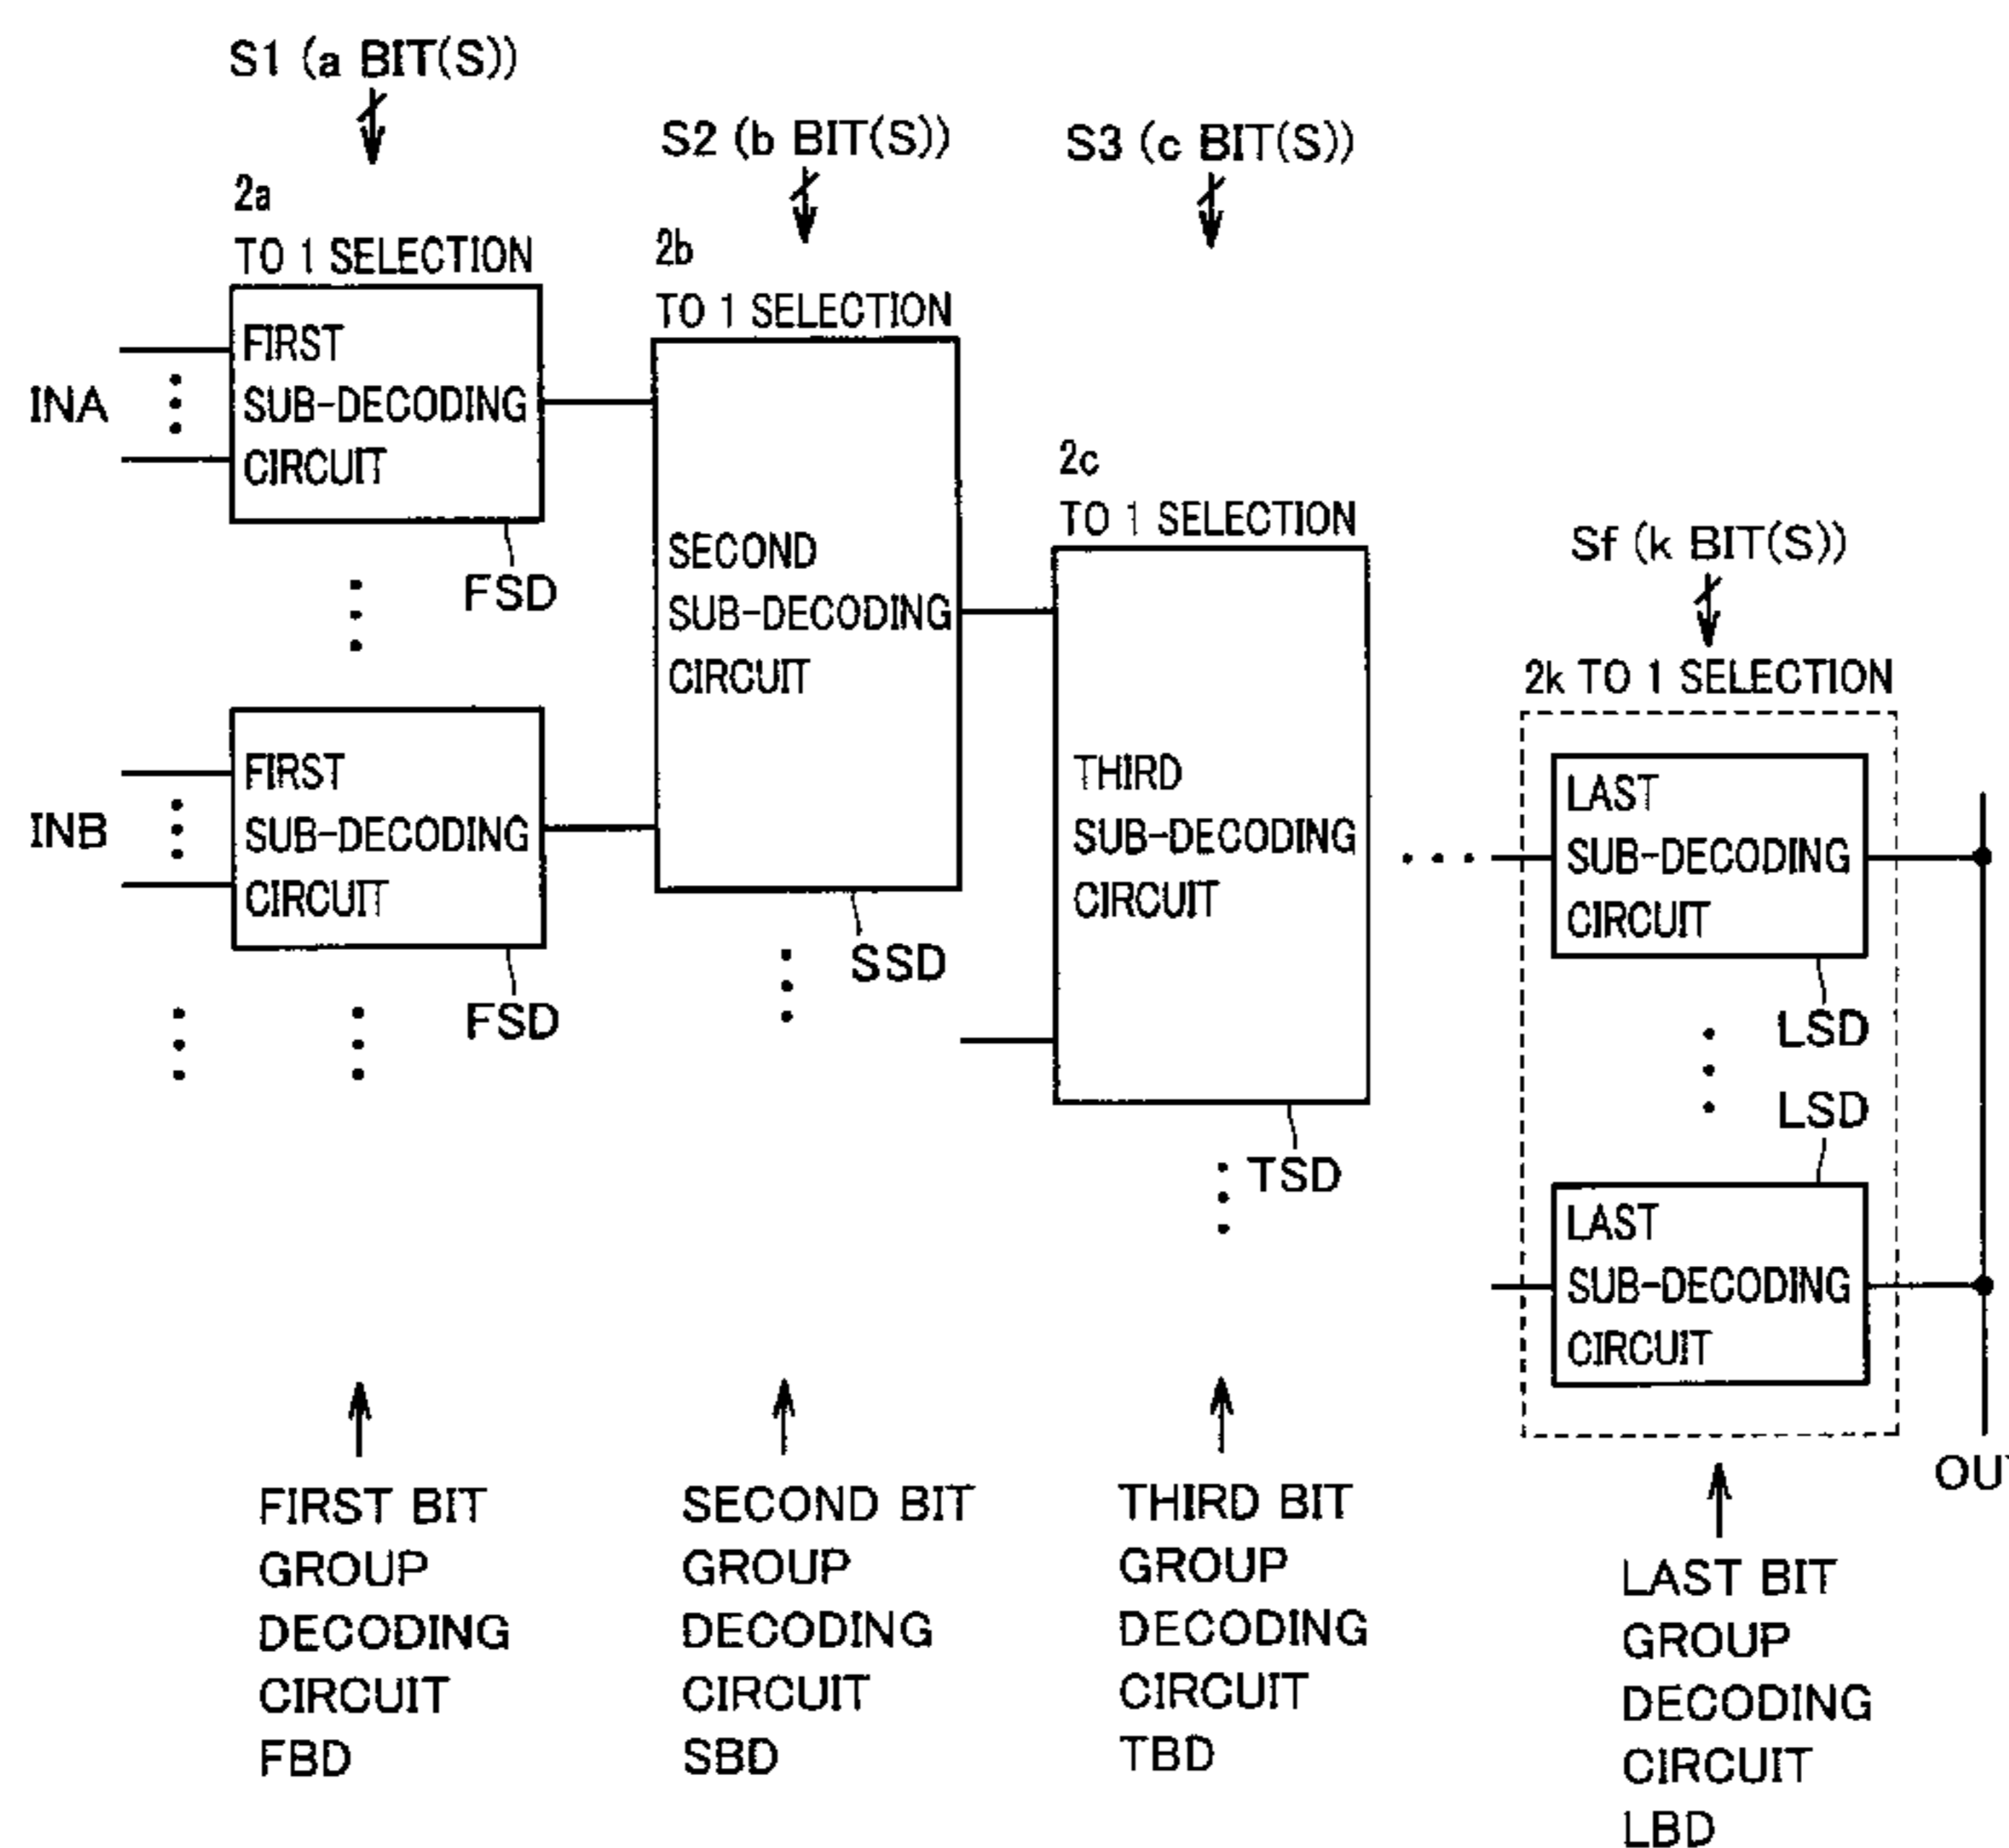 S1 (a BIT(S))
S2 (b BIT(S))
S3 (c BIT(S))
2a
TO 1 SELECTION
2b
TO 1 SELECTION
FIRST
SUB-DECODING
CIRCUIT
INA
FSD
2c
TO 1 SELECTION
Sf (k BIT(S))
SECOND
SUB-DECODING
CIRCUIT
2k TO 1 SELECTION
FIRST
SUB-DECODING
CIRCUIT
INB
FSD
SSD
THIRD
SUB-DECODING
CIRCUIT
TSD
LAST
SUB-DECODING
CIRCUIT
LSD
LSD
LAST
SUB-DECODING
CIRCUIT
OUT
FIRST BIT
GROUP
DECODING
CIRCUIT
FBD
SECOND BIT
GROUP
DECODING
CIRCUIT
SBD
THIRD BIT
GROUP
DECODING
CIRCUIT
TBD
LAST BIT
GROUP
DECODING
CIRCUIT
LBD